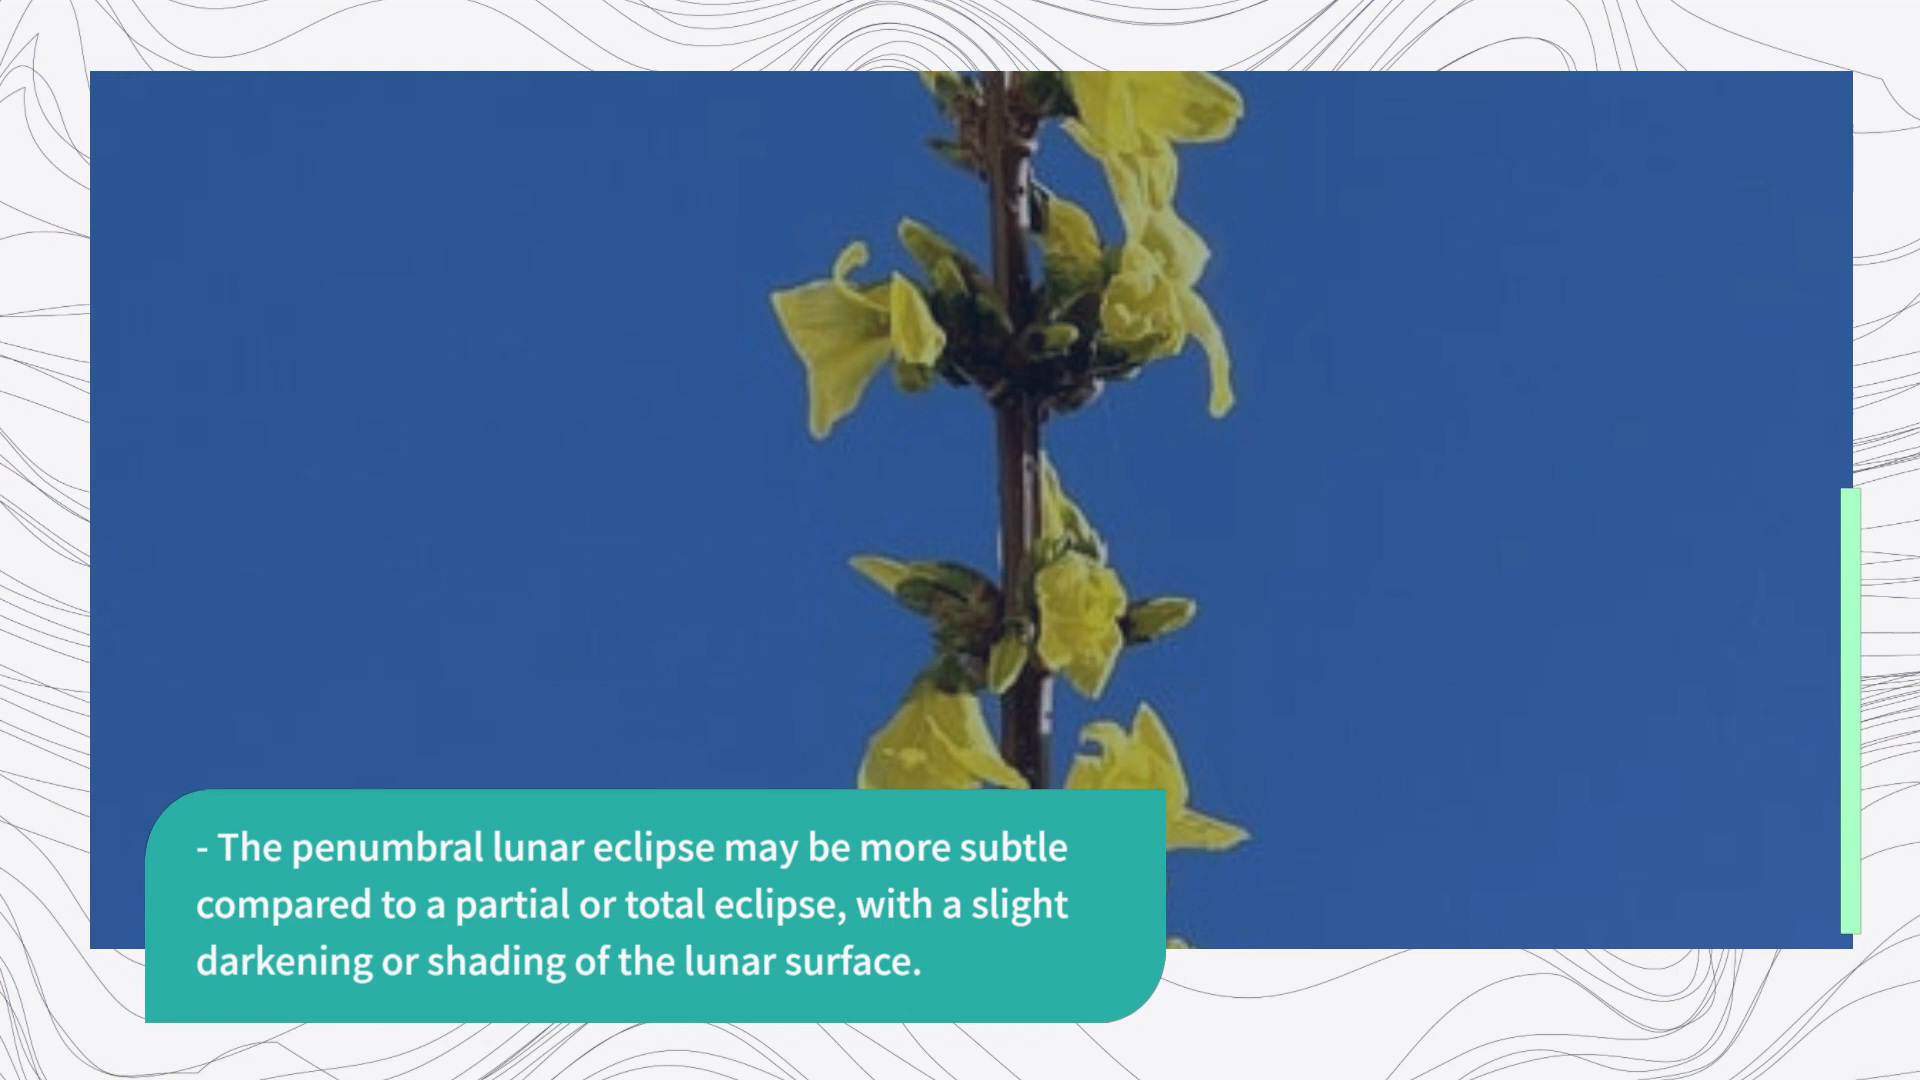 - The penumbral lunar eclipse may be more subtle
compared to a partial or total eclipse, with a slight
darkening or shading of the lunar surface.